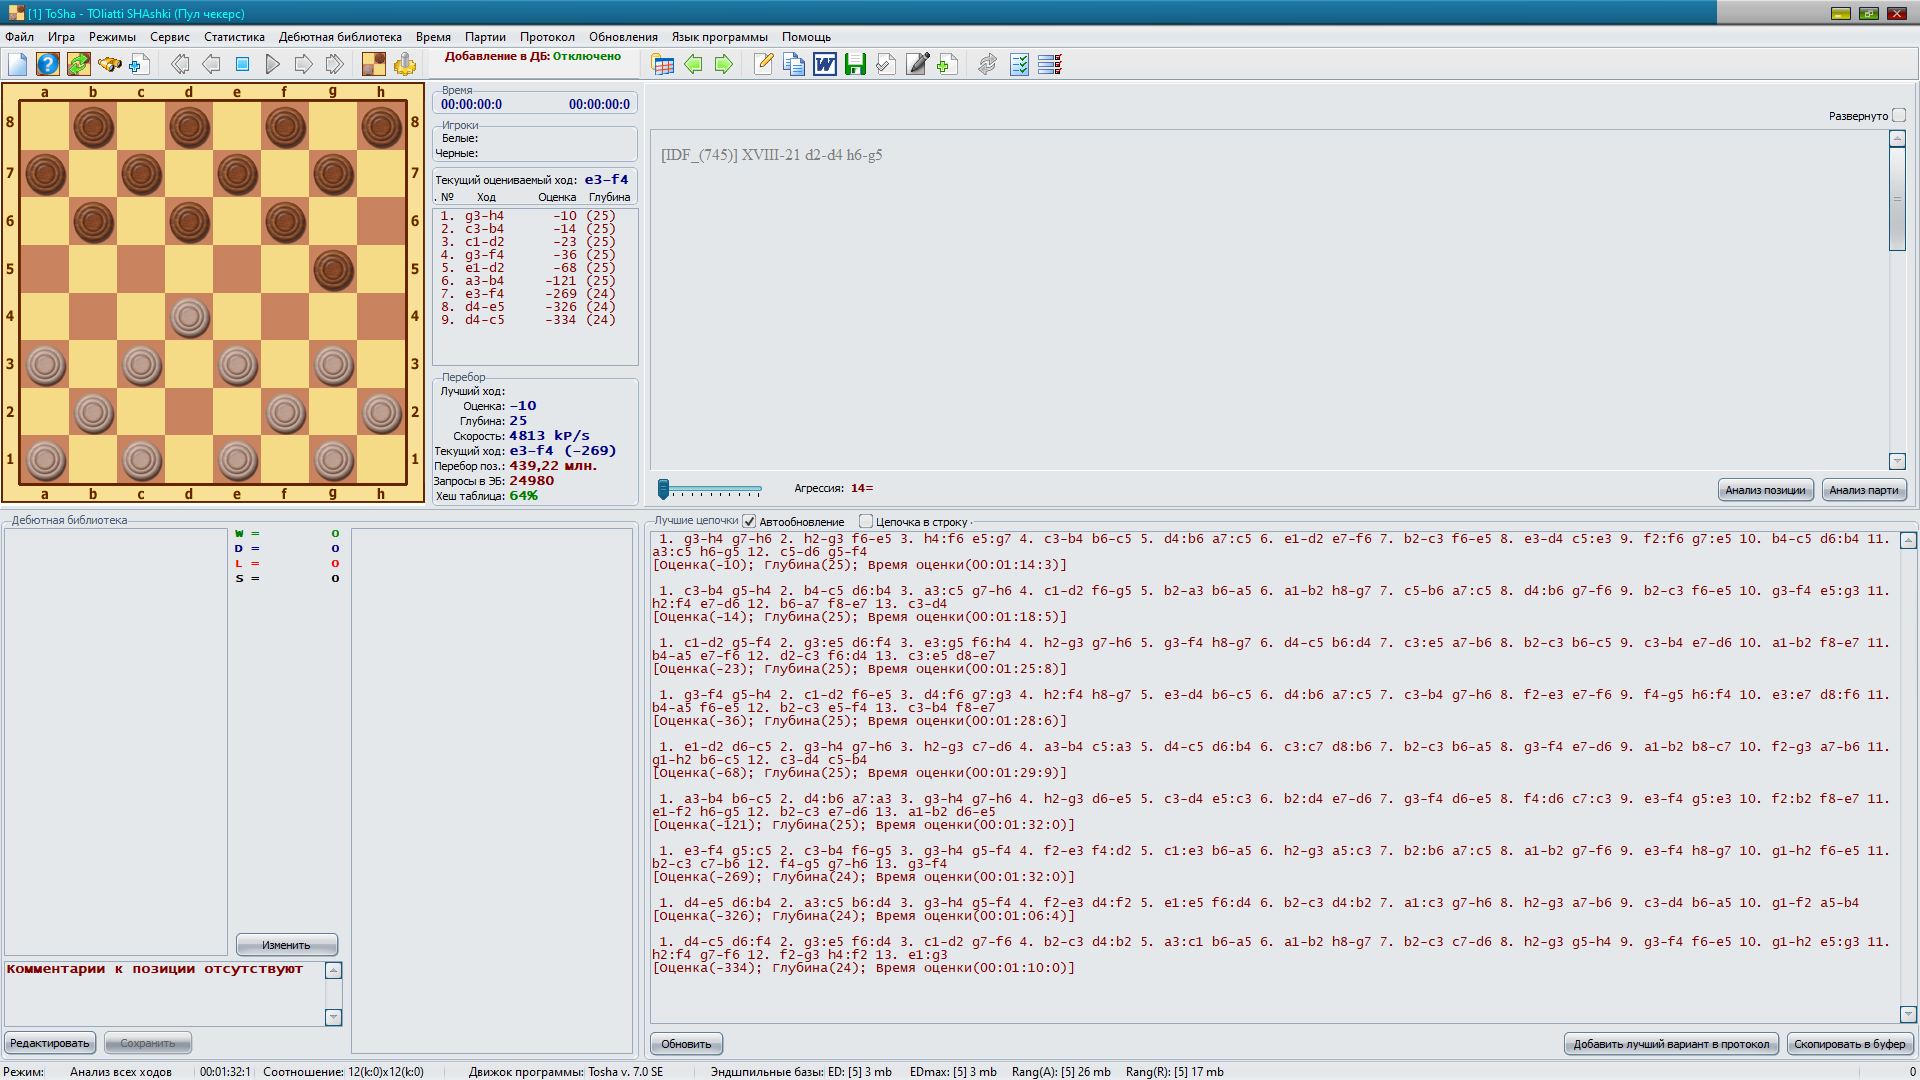 [1] ToSha - TOliatti SHAshki (Пул чекерс)
Файл Игра Режимы Сервис Статистика Дебютная библиотека Время Партии Протокол Обновления Язык программы Помощь
Добавление в ДБ: Отключено
a b c d e f g h
8 8
7 7
6 6
5 5
4 4
3 3
2 2
1 1
a b c d e f g h
Время
00:00:00:0 00:00:00:0
Игроки
Белые:
Черные:
Текущий оцениваемый ход: e3-f4
. № Ход Оценка Глубина
1. g3-h4 -10 (25)
2. c3-b4 -14 (25)
3. c1-d2 -23 (25)
4. g3-f4 -36 (25)
5. e1-d2 -68 (25)
6. a3-b4 -121 (25)
7. e3-f4 -269 (24)
8. d4-e5 -326 (24)
9. d4-c5 -334 (24)
Перебор
Лучший ход:
Оценка: -10
Глубина: 25
Скорость: 4813 kP/s
Текущий ход: e3-f4 (-269)
Перебор поз.: 439,22 млн.
Запросы в ЭБ: 24980
Хеш таблица: 64%
Развернуто
[IDF_(745)] XVIII-21 d2-d4 h6-g5
Агрессия: 14=
Анализ позиции Анализ парти
Дебютная библиотека
W = 0
D = 0
L = 0
S = 0
Изменить
Комментарии к позиции отсутствуют
Редактировать Сохранить
Лучшие цепочки Автообновление Цепочка в строку
1. g3-h4 g7-h6 2. h2-g3 f6-e5 3. h4:f6 e5:g7 4. c3-b4 b6-c5 5. d4:b6 a7:c5 6. e1-d2 e7-f6 7. b2-c3 f6-e5 8. e3-d4 c5:e3 9. f2:f6 g7:e5 10. b4-c5 d6:b4 11.
a3:c5 h6-g5 12. c5-d6 g5-f4
[Оценка(-10); Глубина(25); Время оценки(00:01:14:3)]
1. c3-b4 g5-h4 2. b4-c5 d6:b4 3. a3:c5 g7-h6 4. c1-d2 f6-g5 5. b2-a3 b6-a5 6. a1-b2 h8-g7 7. c5-b6 a7:c5 8. d4:b6 g7-f6 9. b2-c3 f6-e5 10. g3-f4 e5:g3 11.
h2:f4 e7-d6 12. b6-a7 f8-e7 13. c3-d4
[Оценка(-14); Глубина(25); Время оценки(00:01:18:5)]
1. c1-d2 g5-f4 2. g3:e5 d6:f4 3. e3:g5 f6:h4 4. h2-g3 g7-h6 5. g3-f4 h8-g7 6. d4-c5 b6:d4 7. c3:e5 a7-b6 8. b2-c3 b6-c5 9. c3-b4 e7-d6 10. a1-b2 f8-e7 11.
b4-a5 e7-f6 12. d2-c3 f6:d4 13. c3:e5 d8-e7
[Оценка(-23); Глубина(25); Время оценки(00:01:25:8)]
1. g3-f4 g5-h4 2. c1-d2 f6-e5 3. d4:f6 g7:g3 4. h2:f4 h8-g7 5. e3-d4 b6-c5 6. d4:b6 a7:c5 7. c3-b4 g7-h6 8. f2-e3 e7-f6 9. f4-g5 h6:f4 10. e3:e7 d8:f6 11.
b4-a5 f6-e5 12. b2-c3 e5-f4 13. c3-b4 f8-e7
[Оценка(-36); Глубина(25); Время оценки(00:01:28:6)]
1. e1-d2 d6-c5 2. g3-h4 g7-h6 3. h2-g3 c7-d6 4. a3-b4 c5:a3 5. d4-c5 d6:b4 6. c3:c7 d8:b6 7. b2-c3 b6-a5 8. g3-f4 e7-d6 9. a1-b2 b8-c7 10. f2-g3 a7-b6 11.
g1-h2 b6-c5 12. c3-d4 c5-b4
[Оценка(-68); Глубина(25); Время оценки(00:01:29:9)]
1. a3-b4 b6-c5 2. d4:b6 a7:a3 3. g3-h4 g7-h6 4. h2-g3 d6-e5 5. c3-d4 e5:c3 6. b2:d4 e7-d6 7. g3-f4 d6-e5 8. f4:d6 c7:c3 9. e3-f4 g5:e3 10. f2:b2 f8-e7 11.
e1-f2 h6-g5 12. b2-c3 e7-d6 13. a1-b2 d6-e5
[Оценка(-121); Глубина(25); Время оценки(00:01:32:0)]
1. e3-f4 g5:c5 2. c3-b4 f6-g5 3. g3-h4 g5-f4 4. f2-e3 f4:d2 5. c1:e3 b6-a5 6. h2-g3 a5:c3 7. b2:b6 a7:c5 8. a1-b2 g7-f6 9. e3-f4 h8-g7 10. g1-h2 f6-e5 11.
b2-c3 c7-b6 12. f4-g5 g7-h6 13. g3-f4
[Оценка(-269); Глубина(24); Время оценки(00:01:32:0)]
1. d4-e5 d6:b4 2. a3:c5 b6:d4 3. g3-h4 g5-f4 4. f2-e3 d4:f2 5. e1:e5 f6:d4 6. b2-c3 d4:b2 7. a1:c3 g7-h6 8. h2-g3 a7-b6 9. c3-d4 b6-a5 10. g1-f2 a5-b4
[Оценка(-326); Глубина(24); Время оценки(00:01:06:4)]
1. d4-c5 d6:f4 2. g3:e5 f6:d4 3. c1-d2 g7-f6 4. b2-c3 d4:b2 5. a3:c1 b6-a5 6. a1-b2 h8-g7 7. b2-c3 c7-d6 8. h2-g3 g5-h4 9. g3-f4 f6-e5 10. g1-h2 e5:g3 11.
h2:f4 g7-f6 12. f2-g3 h4:f2 13. e1:g3
[Оценка(-334); Глубина(24); Время оценки(00:01:10:0)]
Обновить Добавить лучший вариант в протокол Скопировать в буфер
Режим: Анализ всех ходов 00:01:32:1 Соотношение: 12(k:0)x12(k:0) Движок программы: Tosha v. 7.0 SE Эндшпильные базы: ED: [5] 3 mb EDmax: [5] 3 mb Rang(A): [5] 26 mb Rang(R): [5] 17 mb 0